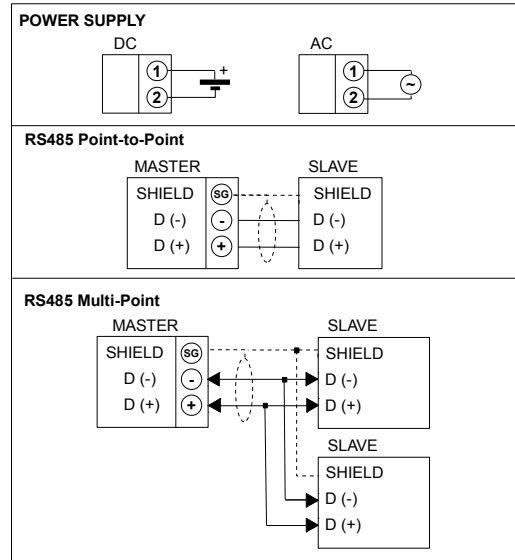 POWER SUPPLY
DC
AC
1
+
2
1
~
2
RS485 Point-to-Point
MASTER
SLAVE
SHIELD SG SHIELD
D (-) - D (-)
D (+) + D (+)
RS485 Multi-Point
MASTER
SLAVE
SHIELD SG SHIELD
D (-) - D (-)
D (+) + D (+)
SLAVE
SHIELD
D (-)
D (+)